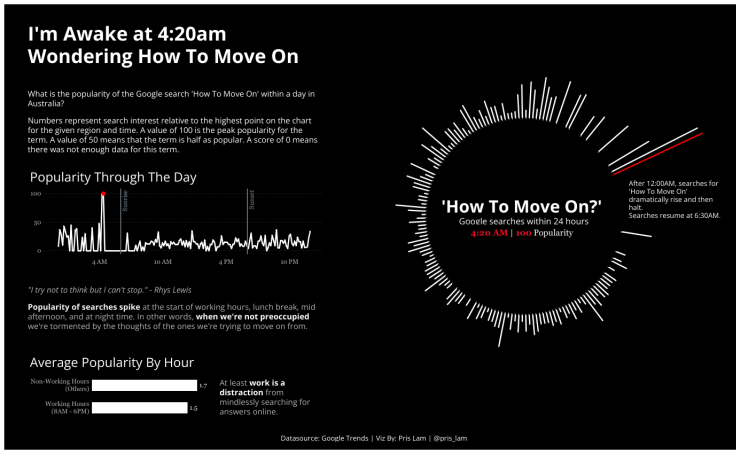 I'm Awake at 4:20am
Wondering How To Move On
What is the popularity of the Google search 'How To Move On' within a day in
Australia?
Numbers represent search interest relative to the highest point on the chart
for the given region and time. A value of 100 is the peak popularity for the
term. A value of 50 means that the term is half as popular. A score of 0 means
there was not enough data for this term.
Popularity Through The Day
100
50
0
Sunrise
Sunset
4 AM
10 AM
4 PM
10 PM
"I try not to think but I can't stop." - Rhys Lewis
Popularity of searches spike at the start of working hours, lunch break, mid
afternoon, and at night time. In other words, when we're not preoccupied
we're tormented by the thoughts of the ones we're trying to move on from.
Average Popularity By Hour
Non-Working Hours
(Others)
1.7
Working Hours
(8AM - 6PM)
1.5
At least work is a
distraction from
mindlessly searching for
answers online.
'How To Move On?'
Google searches within 24 hours
4:20 AM | 100 Popularity
After 12:00AM, searches for
'How To Move On'
dramatically rise and then
halt.
Searches resume at 6:30AM.
Datasource: Google Trends | Viz By: Pris Lam | @pris_lam